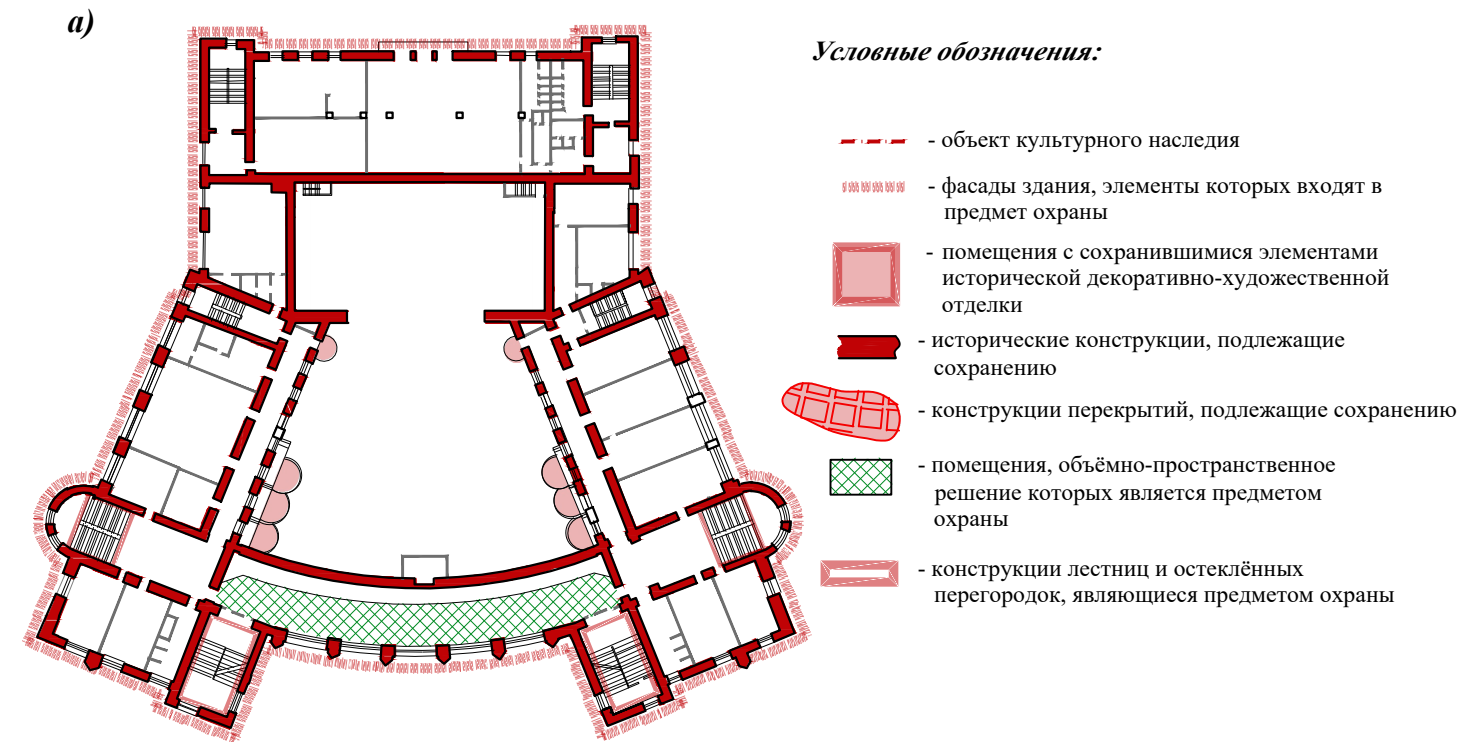 а)
Условные обозначения:
- объект культурного наследия
- фасады здания, элементы которых входят в
предмет охраны
- помещения с сохранившимися элементами
исторической декоративно-художественной
отделки
- исторические конструкции, подлежащие
сохранению
- конструкции перекрытий, подлежащие сохранению
- помещения, объёмно-пространственное
решение которых является предметом
охраны
- конструкции лестниц и остеклённых
перегородок, являющиеся предметом охраны